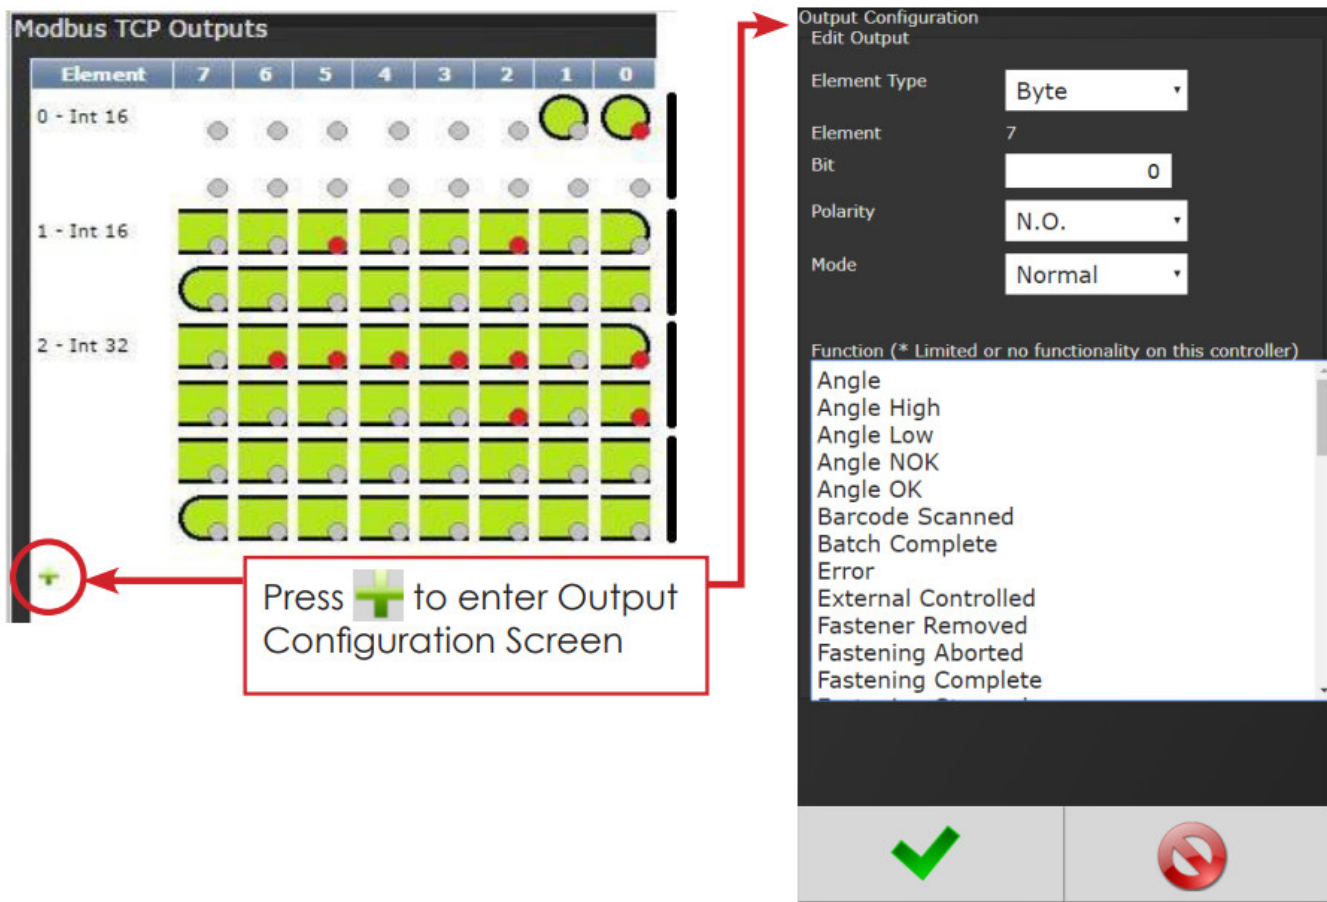 Modbus TCP Outputs
Element 7 6 5 4 3 2 1 0
0 - Int 16
1 - Int 16
2 - Int 32
Press to enter Output
Configuration Screen
Output Configuration
Edit Output
Element Type Byte
Element 7
Bit 0
Polarity N.O.
Mode Normal
Function (* Limited or no functionality on this controller)
Angle
Angle High
Angle Low
Angle NOK
Angle OK
Barcode Scanned
Batch Complete
Error
External Controlled
Fastener Removed
Fastening Aborted
Fastening Complete